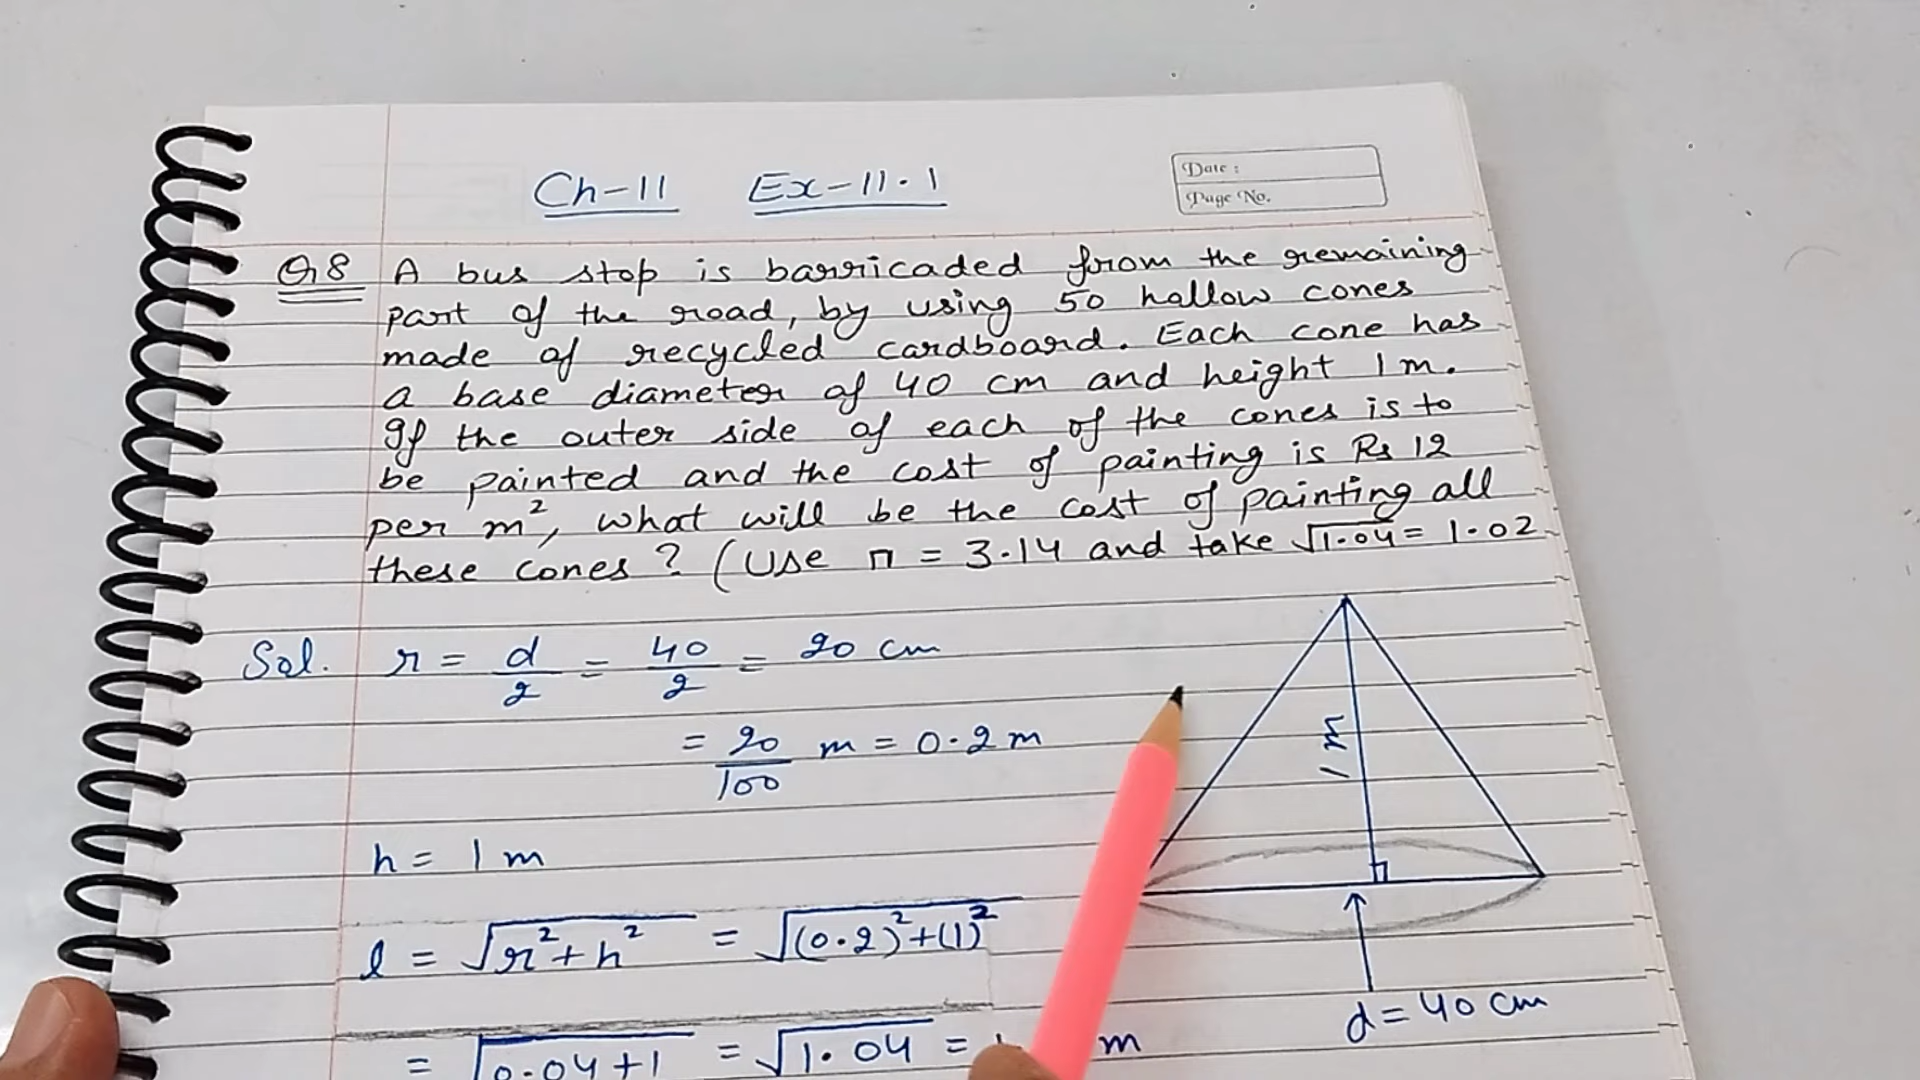 Ch-11 Ex-11.1
Date :
Page No.
Q8 A bus stop is barricaded from the remaining
part of the road, by using 50 hollow cones
made of recycled cardboard. Each cone has
a base diameter of 40 cm and height 1 m.
If the outer side of each of the cones is to
be painted and the cost of painting is Rs 12
per m², what will be the cost of painting all
these cones ? (Use π = 3.14 and take √1.04 = 1.02
Sol. r = d/2 = 40/2 = 20 cm
= 20/100 m = 0.2 m
1 m
h = 1 m
l = √r²+h² = √(0.2)²+(1)²
d = 40 cm
= √0.04+1 = √1.04 = m